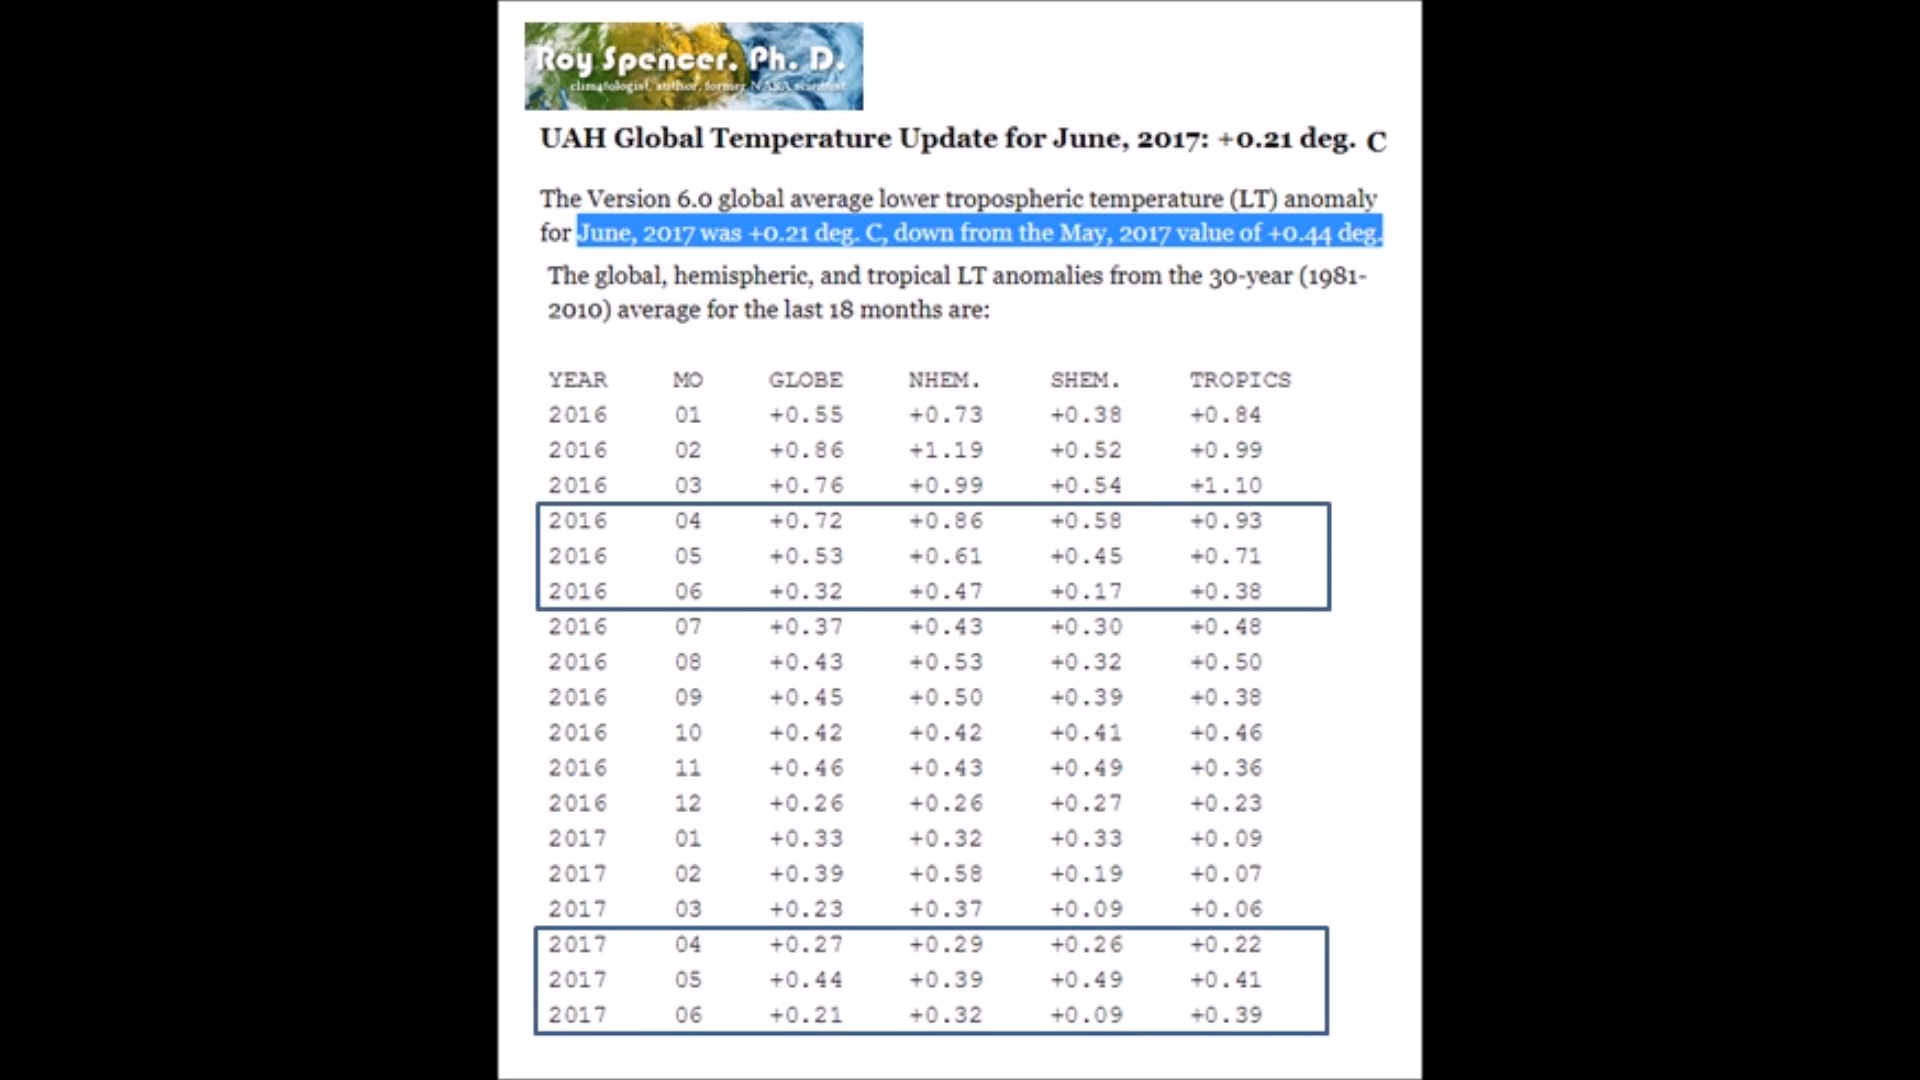 Roy Spencer, Ph. D.
climatologist, author, former NASA scientist
UAH Global Temperature Update for June, 2017: +0.21 deg. C
The Version 6.0 global average lower tropospheric temperature (LT) anomaly
for June, 2017 was +0.21 deg. C, down from the May, 2017 value of +0.44 deg.
The global, hemispheric, and tropical LT anomalies from the 30-year (1981-
2010) average for the last 18 months are:
YEAR MO GLOBE NHEM. SHEM. TROPICS
2016 01 +0.55 +0.73 +0.38 +0.84
2016 02 +0.86 +1.19 +0.52 +0.99
2016 03 +0.76 +0.99 +0.54 +1.10
2016 04 +0.72 +0.86 +0.58 +0.93
2016 05 +0.53 +0.61 +0.45 +0.71
2016 06 +0.32 +0.47 +0.17 +0.38
2016 07 +0.37 +0.43 +0.30 +0.48
2016 08 +0.43 +0.53 +0.32 +0.50
2016 09 +0.45 +0.50 +0.39 +0.38
2016 10 +0.42 +0.42 +0.41 +0.46
2016 11 +0.46 +0.43 +0.49 +0.36
2016 12 +0.26 +0.26 +0.27 +0.23
2017 01 +0.33 +0.32 +0.33 +0.09
2017 02 +0.39 +0.58 +0.19 +0.07
2017 03 +0.23 +0.37 +0.09 +0.06
2017 04 +0.27 +0.29 +0.26 +0.22
2017 05 +0.44 +0.39 +0.49 +0.41
2017 06 +0.21 +0.32 +0.09 +0.39